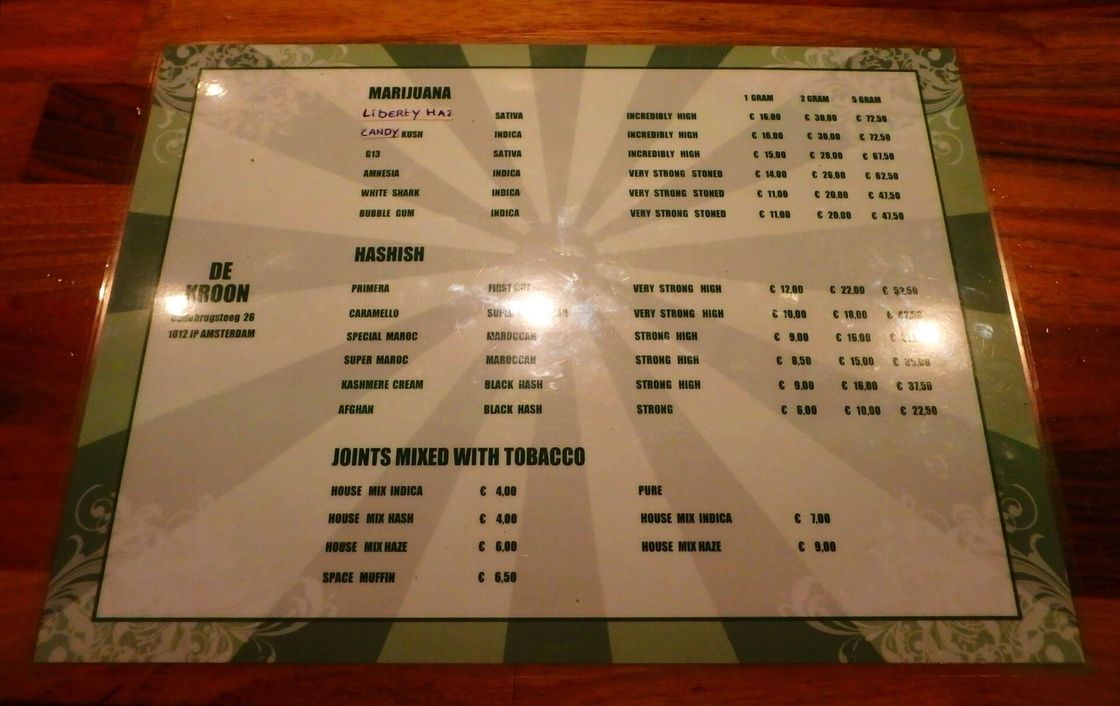 MARIJUANA 1 GRAM 2 GRAM 5 GRAM
LiBERtY HAZ SATIVA INCREDIBLY HIGH € 16,00 € 30,00 € 72,50
CANDY KUSH INDICA INCREDIBLY HIGH € 16,00 € 30,00 € 72,50
G13 SATIVA INCREDIBLY HIGH € 15,00 € 28,00 € 67,50
AMNESIA INDICA VERY STRONG STONED € 14,00 € 26,00 € 62,50
WHITE SHARK INDICA VERY STRONG STONED € 11,00 € 20,00 € 47,50
BUBBLE GUM INDICA VERY STRONG STONED € 11,00 € 20,00 € 47,50
DE
KROON
26
1012 JP AMSTERDAM
HASHISH
PRIMERA FIRST VERY STRONG HIGH € 12,00 € 22,00 € 52,50
CARAMELLO VERY STRONG HIGH € 10,00 € 18,00 €
SPECIAL MAROC MAROCCAN STRONG HIGH € 9,00 € 16,00 €
SUPER MAROC MAROCCAN STRONG HIGH € 8,50 € 15,00 € 35,00
KASHMERE CREAM BLACK HASH STRONG HIGH € 9,00 € 16,00 € 37,50
AFGHAN BLACK HASH STRONG € 6,00 € 10,00 € 22,50
JOINTS MIXED WITH TOBACCO
HOUSE MIX INDICA € 4,00 PURE
HOUSE MIX HASH € 4,00 HOUSE MIX INDICA € 7,00
HOUSE MIX HAZE € 6,00 HOUSE MIX HAZE € 9,00
SPACE MUFFIN € 6,50